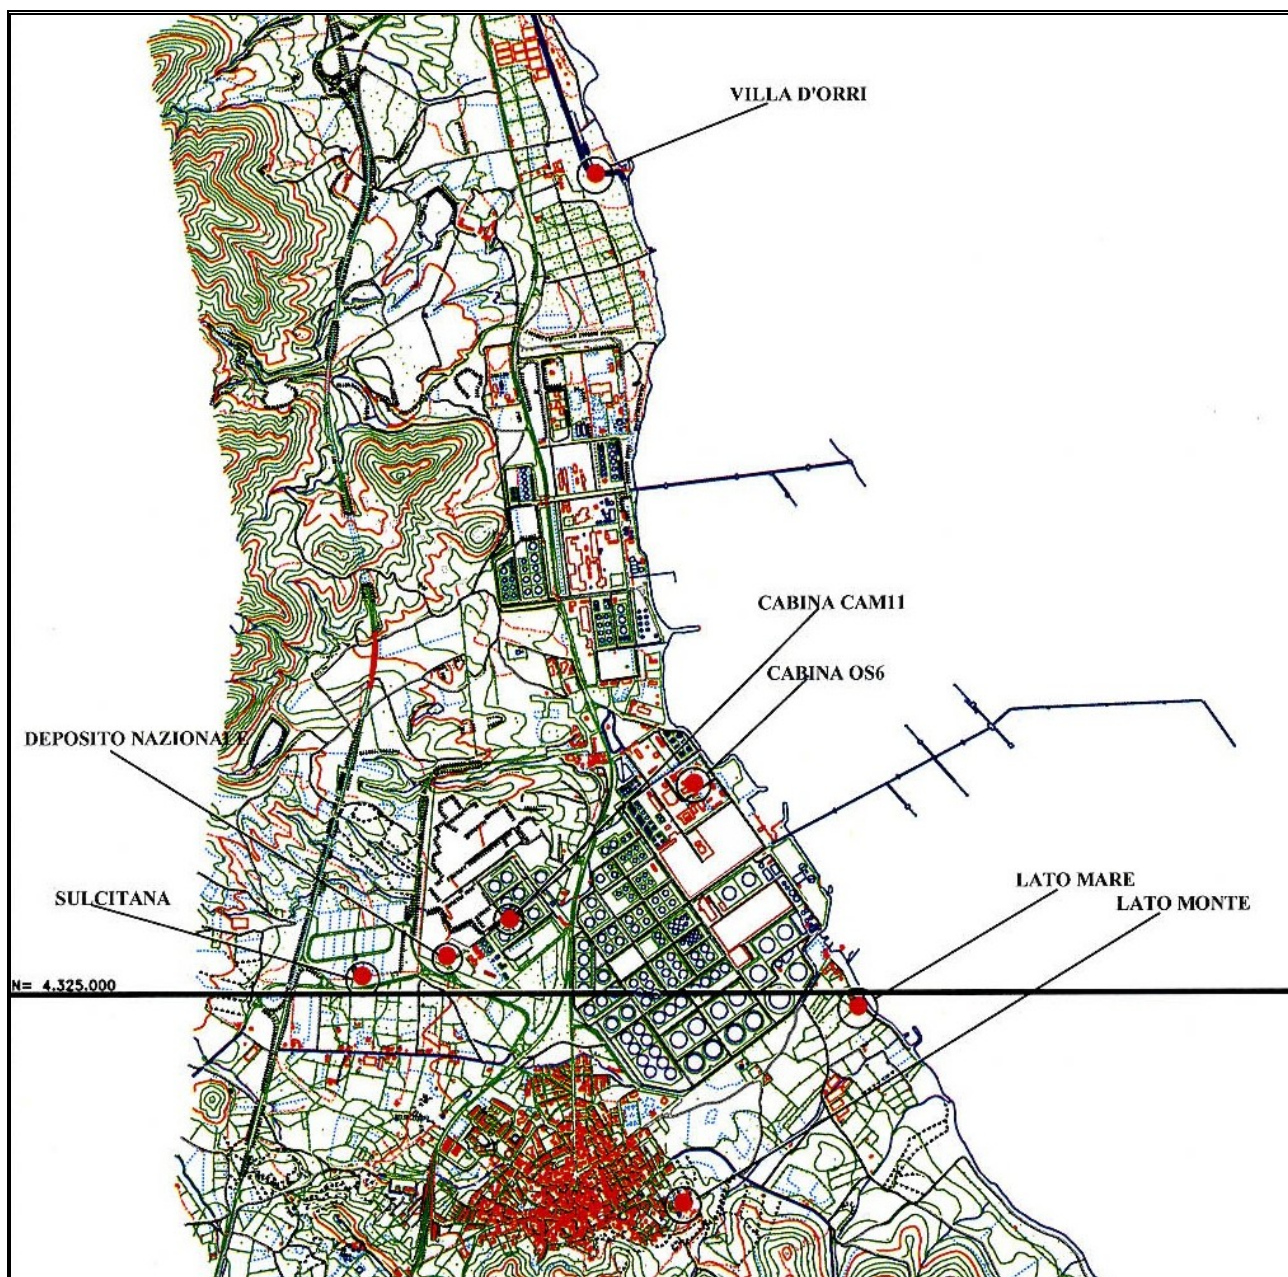 VILLA D'ORRI
CABINA CAM11
CABINA OS6
DEPOSITO NAZIONALE
LATO MARE
SULCITANA
LATO MONTE
N= 4.325.000